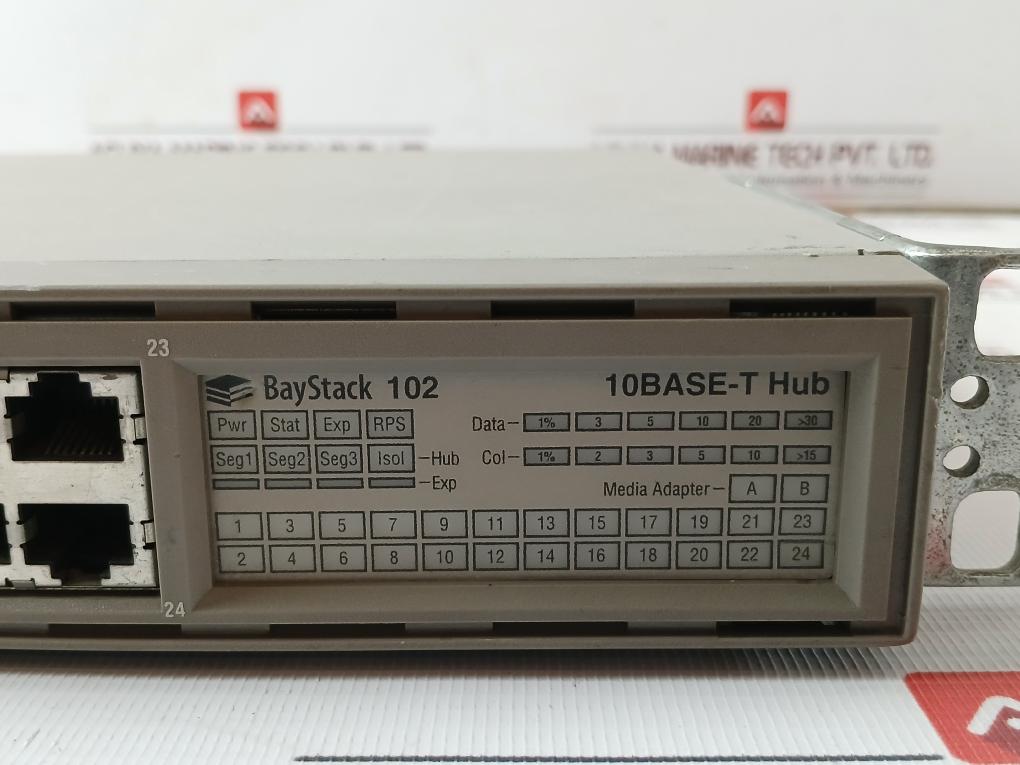 MARINE TECH PVT. LTD
Automation & Machinery
23
BayStack 102 10BASE-T Hub
Pwr Stat Exp RPS Data 1% 3 5 10 20 >30
Seg1 Seg2 Seg3 Isol Hub Col 1% 2 3 5 10 >15
Exp
Media Adapter A B
1 3 5 7 9 11 13 15 17 19 21 23
2 4 6 8 10 12 14 16 18 20 22 24
24